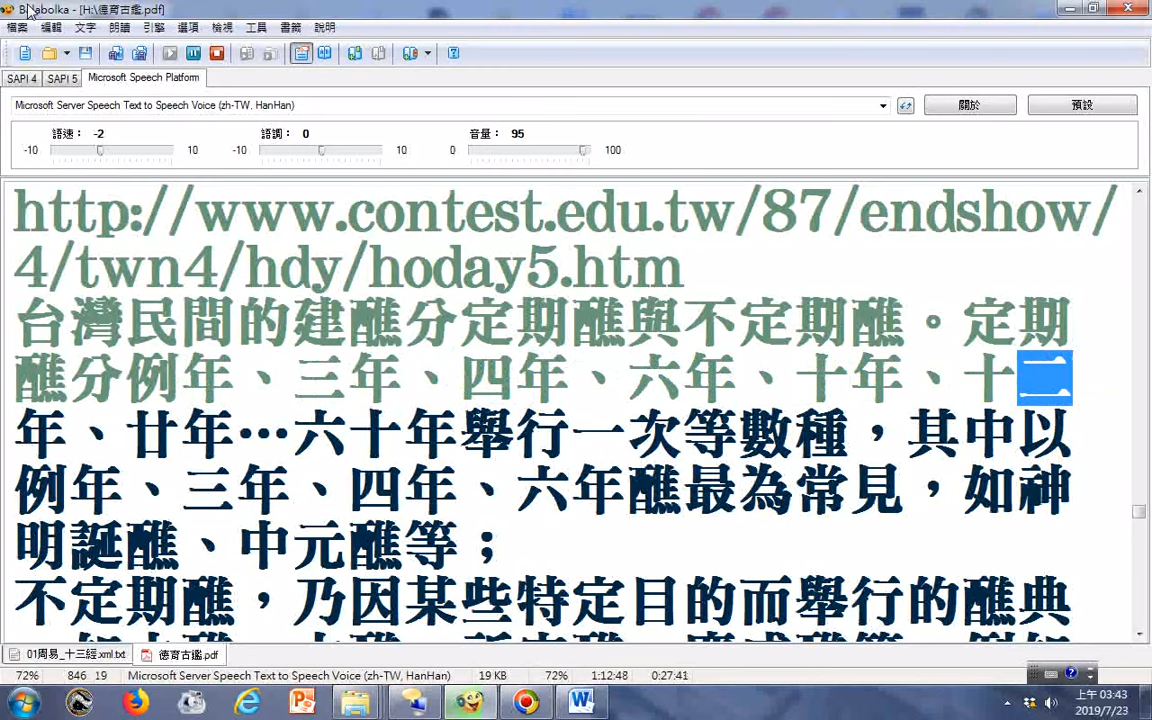 Balabolka - [H:\德育古鑑.pdf]
檔案 編輯 文字 朗讀 引擎 選項 檢視 工具 書籤 說明
SAPI 4 SAPI 5 Microsoft Speech Platform
Microsoft Server Speech Text to Speech Voice (zh-TW, HanHan) 關於 預設
語速： -2 語調： 0 音量： 95
-10 10 -10 10 0 100
http://www.contest.edu.tw/87/endshow/
4/twn4/hdy/hoday5.htm
台灣民間的建醮分定期醮與不定期醮。定期
醮分例年、三年、四年、六年、十年、十二
年、廿年…六十年舉行一次等數種，其中以
例年、三年、四年、六年醮最為常見，如神
明誕醮、中元醮等；
不定期醮，乃因某些特定目的而舉行的醮典
01周易_十三經.xml.txt 德育古鑑.pdf
72% 846 19 Microsoft Server Speech Text to Speech Voice (zh-TW, HanHan) 19 KB 72% 1:12:48 0:27:41
上午 03:43
2019/7/23